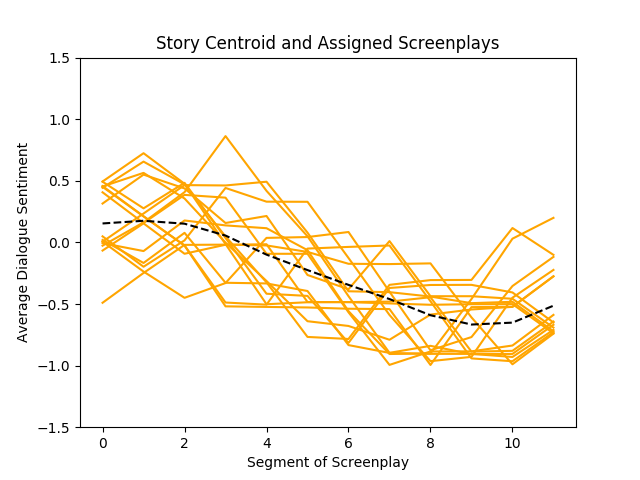 Story Centroid and Assigned Screenplays
Average Dialogue Sentiment
1.5
1.0
0.5
0.0
−0.5
−1.0
−1.5
0 2 4 6 8 10
Segment of Screenplay